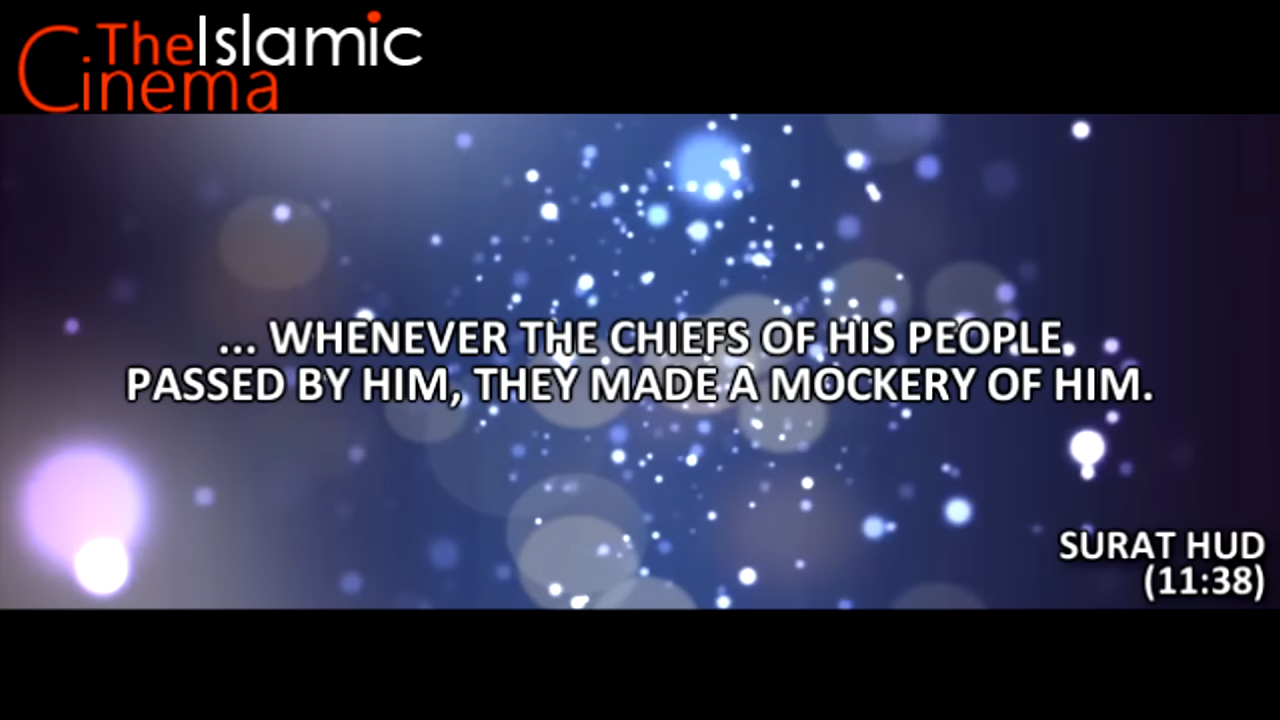 TheIslamic
Cinema
... WHENEVER THE CHIEFS OF HIS PEOPLE
PASSED BY HIM, THEY MADE A MOCKERY OF HIM.
SURAT HUD
(11:38)